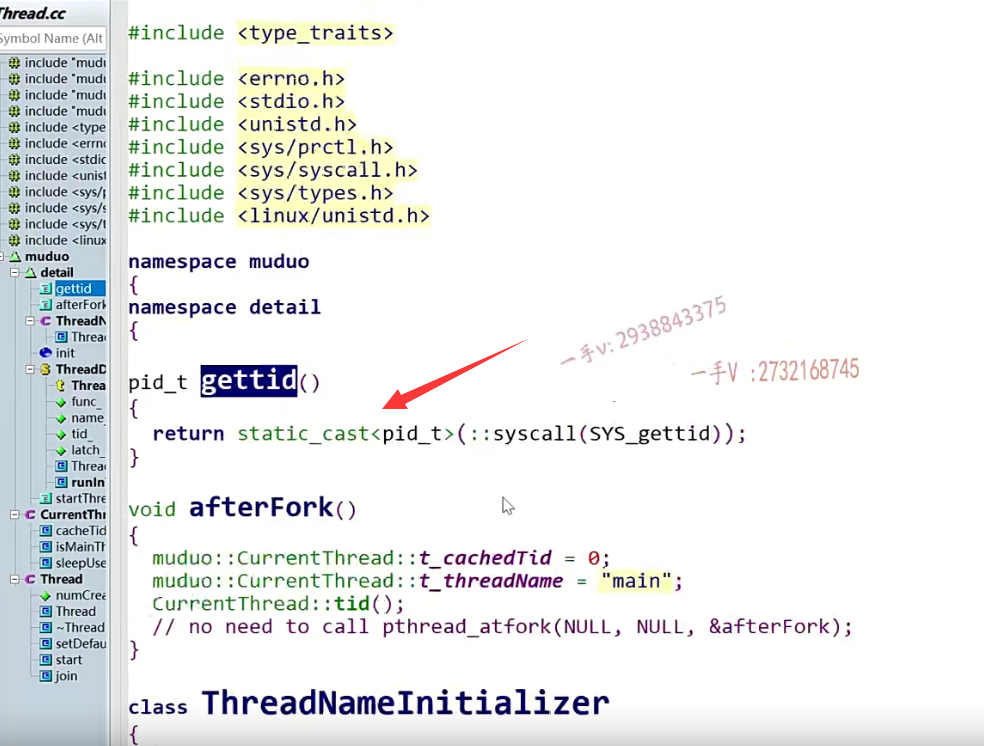 Thread.cc
Symbol Name (Alt
include "mudu
include "mudu
include "mudu
include "mudu
include <type
include <errno
include <stdio
include <unist
include <sys/p
include <sys/s
include <sys/t
include <linux
muduo
detail
gettid
afterFork
ThreadN
Threa
init
ThreadD
Threa
func_
name_
tid_
latch_
Threa
runIn
startThre
CurrentThr
cacheTid
isMainTh
sleepUse
Thread
numCrea
Thread
~Thread
setDefau
start
join
#include <type_traits>
#include <errno.h>
#include <stdio.h>
#include <unistd.h>
#include <sys/prctl.h>
#include <sys/syscall.h>
#include <sys/types.h>
#include <linux/unistd.h>
namespace muduo
{
namespace detail
{
pid_t gettid()
{
return static_cast<pid_t>(::syscall(SYS_gettid));
}
void afterFork()
{
muduo::CurrentThread::t_cachedTid = 0;
muduo::CurrentThread::t_threadName = "main";
CurrentThread::tid();
// no need to call pthread_atfork(NULL, NULL, &afterFork);
}
class ThreadNameInitializer
{
一手v: 2938843375
一手V :2732168745